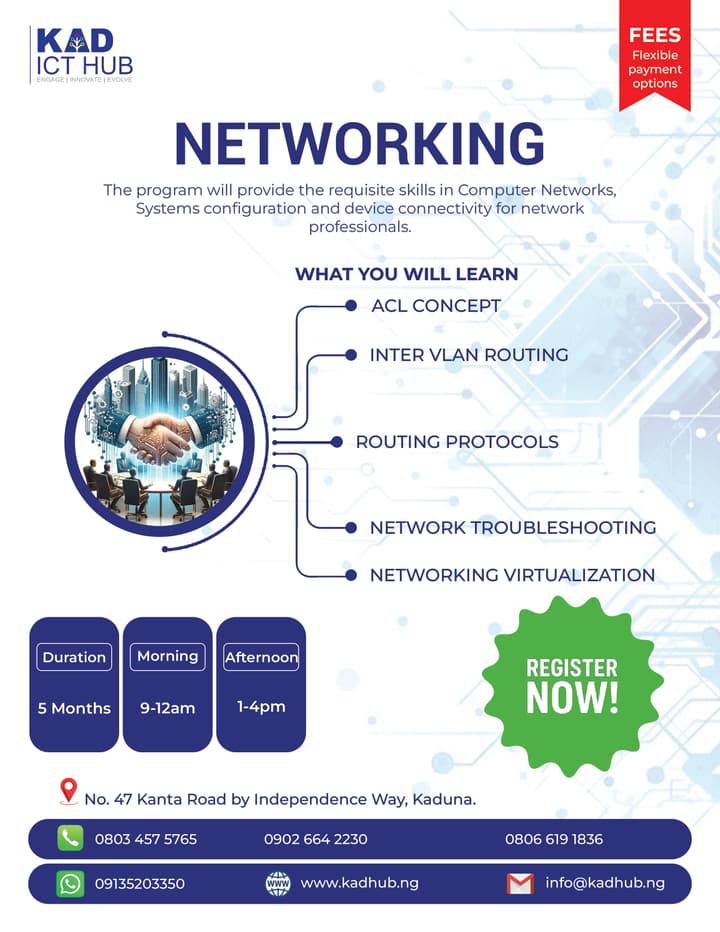 KAD
ICT HUB
ENGAGE | INNOVATE | EVOLVE
FEES
Flexible
payment
options
NETWORKING
The program will provide the requisite skills in Computer Networks,
Systems configuration and device connectivity for network
professionals.
WHAT YOU WILL LEARN
ACL CONCEPT
INTER VLAN ROUTING
ROUTING PROTOCOLS
NETWORK TROUBLESHOOTING
NETWORKING VIRTUALIZATION
Duration
5 Months
Morning
9-12am
Afternoon
1-4pm
REGISTER
NOW!
No. 47 Kanta Road by Independence Way, Kaduna.
0803 457 5765 0902 664 2230 0806 619 1836
09135203350 WWW www.kadhub.ng info@kadhub.ng